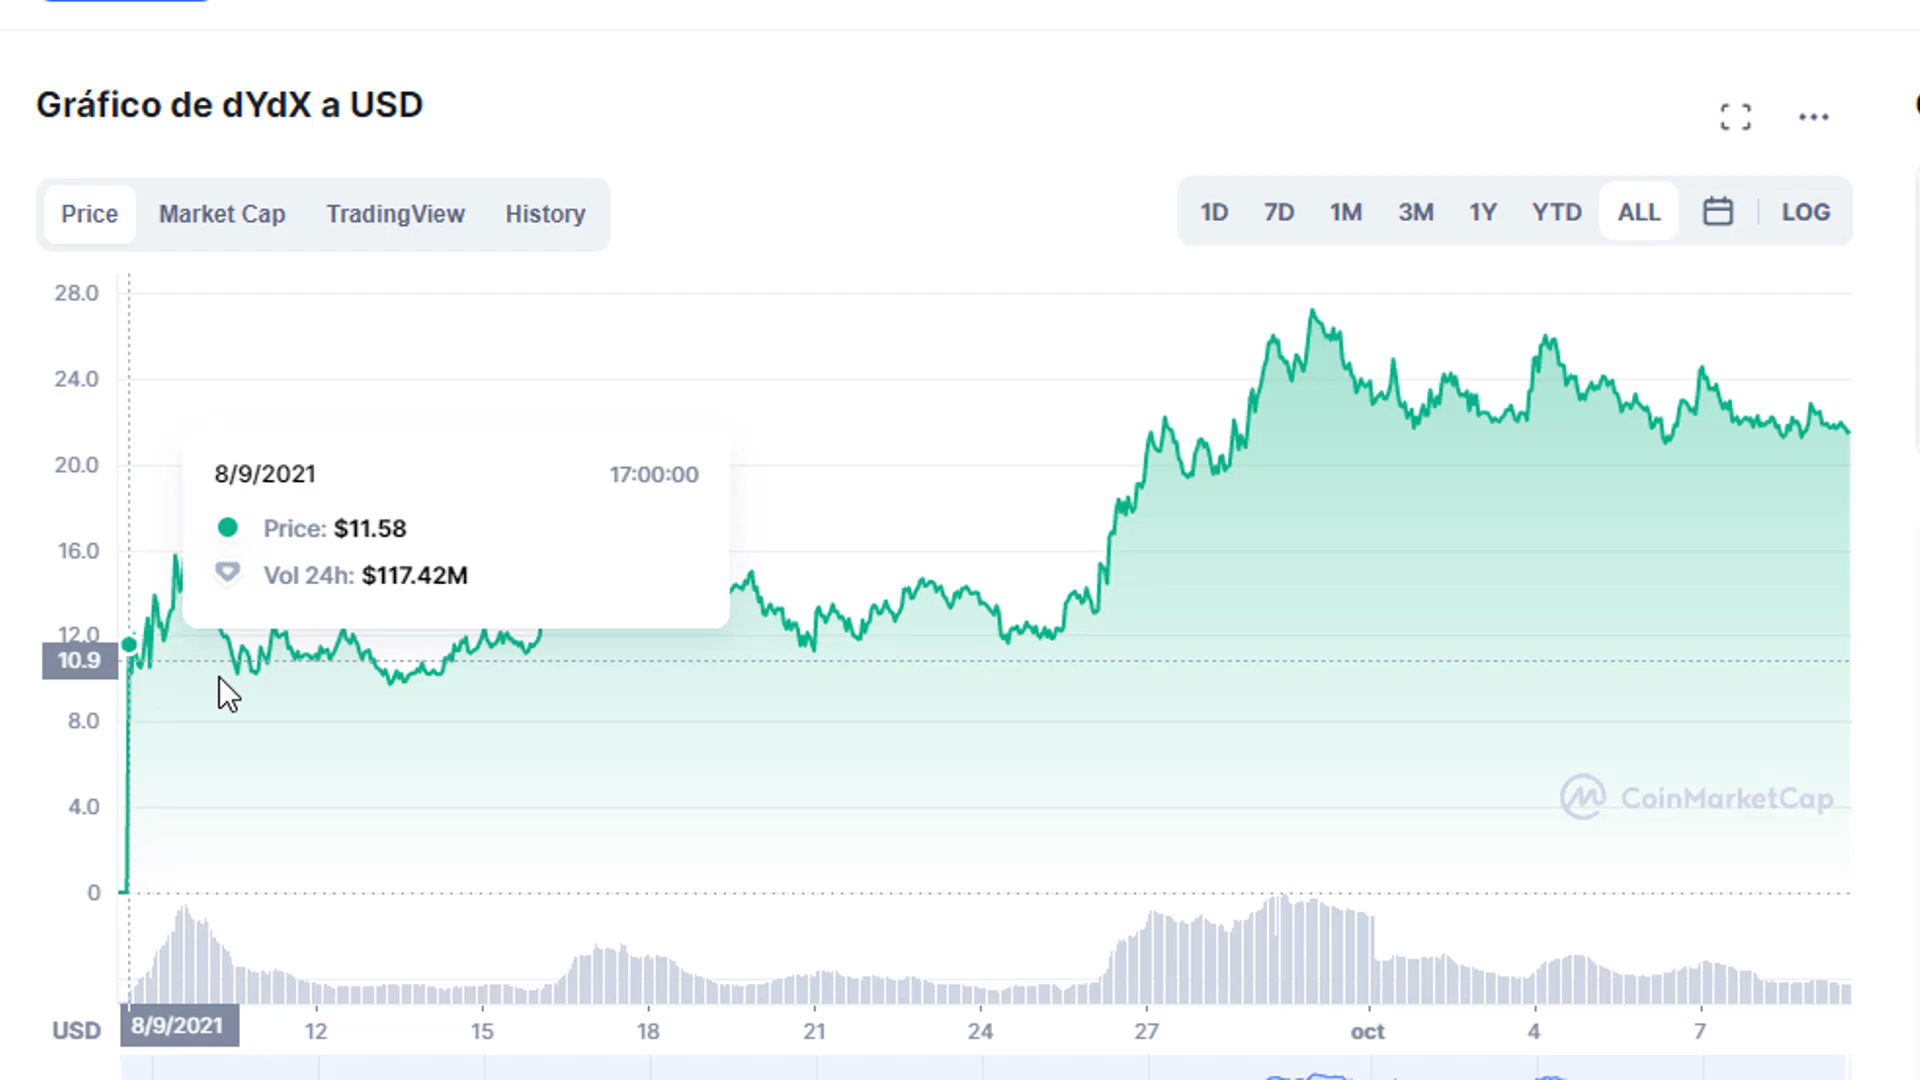 Gráfico de dYdX a USD
Price Market Cap TradingView History
1D 7D 1M 3M 1Y YTD ALL LOG
28.0
24.0
20.0
16.0
12.0
10.9
8.0
4.0
0
8/9/2021 17:00:00
Price: $11.58
Vol 24h: $117.42M
CoinMarketCap
USD 8/9/2021 12 15 18 21 24 27 oct 4 7